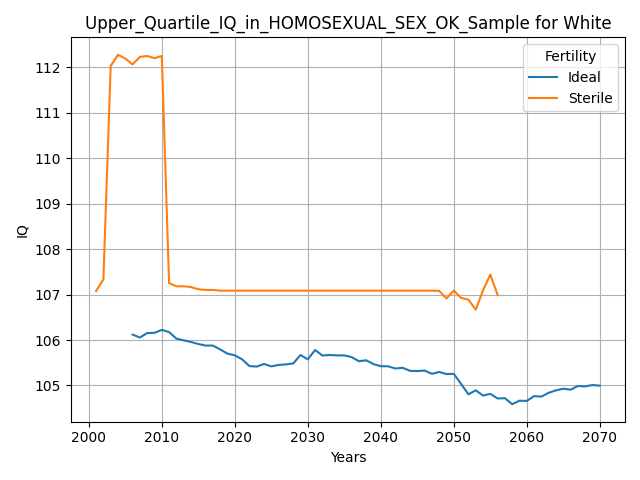 Upper_Quartile_IQ_in_HOMOSEXUAL_SEX_OK_Sample for White
Fertility
Ideal
Sterile
112
111
110
109
108
107
106
105
IQ
2000 2010 2020 2030 2040 2050 2060 2070
Years